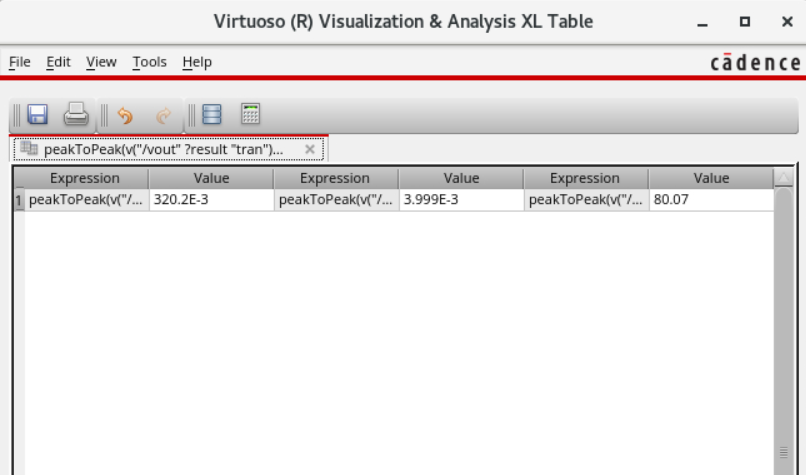 Virtuoso (R) Visualization & Analysis XL Table
File Edit View Tools Help
cādence
peakToPeak(v("/vout" ?result "tran")...
Expression Value Expression Value Expression Value
1 peakToPeak(v("/... 320.2E-3 peakToPeak(v("/... 3.999E-3 peakToPeak(v("/... 80.07